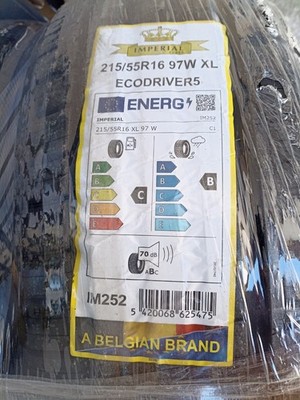 IMPERIAL
215/55R16 97W XL
ECODRIVER5
ENERG
IMPERIAL IM252
215/55R16 XL 97 W C1
A
B
C
D
E
C
A
B
C
D
E
B
70 dB
ABC
IM252
5 420068 625475
A BELGIAN BRAND